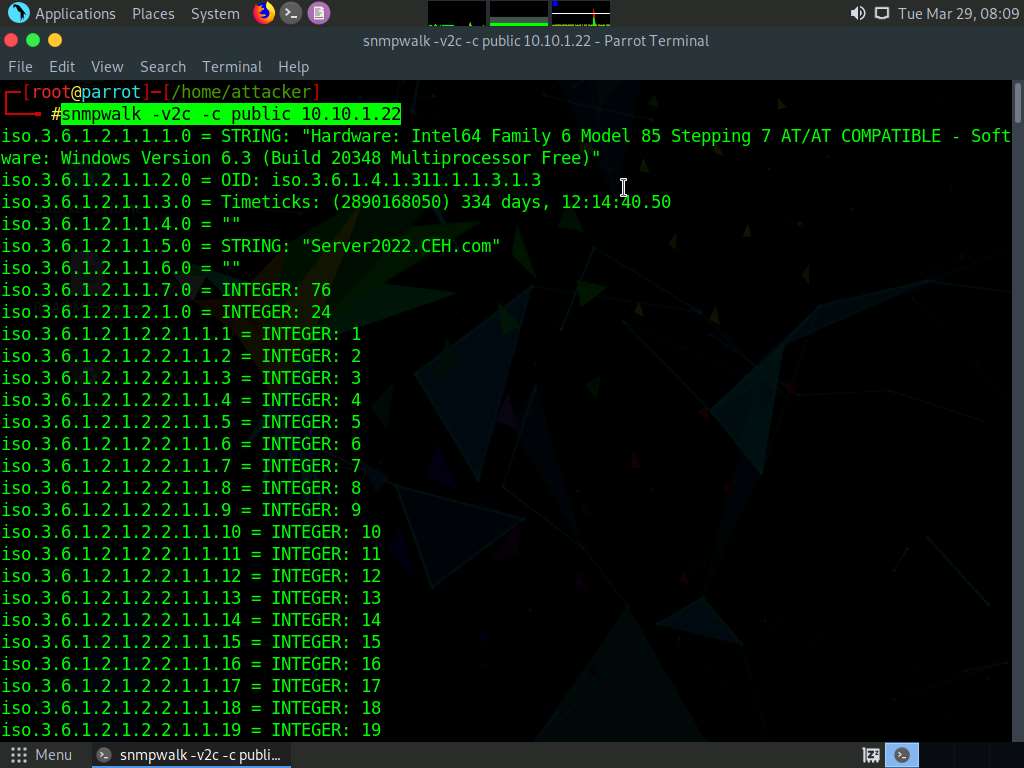 Applications Places System Tue Mar 29, 08:09
snmpwalk -v2c -c public 10.10.1.22 - Parrot Terminal
File Edit View Search Terminal Help
┌─[root@parrot]─[/home/attacker]
└──╼ #snmpwalk -v2c -c public 10.10.1.22
iso.3.6.1.2.1.1.1.0 = STRING: "Hardware: Intel64 Family 6 Model 85 Stepping 7 AT/AT COMPATIBLE - Soft
ware: Windows Version 6.3 (Build 20348 Multiprocessor Free)"
iso.3.6.1.2.1.1.2.0 = OID: iso.3.6.1.4.1.311.1.1.3.1.3
iso.3.6.1.2.1.1.3.0 = Timeticks: (2890168050) 334 days, 12:14:40.50
iso.3.6.1.2.1.1.4.0 = ""
iso.3.6.1.2.1.1.5.0 = STRING: "Server2022.CEH.com"
iso.3.6.1.2.1.1.6.0 = ""
iso.3.6.1.2.1.1.7.0 = INTEGER: 76
iso.3.6.1.2.1.2.1.0 = INTEGER: 24
iso.3.6.1.2.1.2.2.1.1.1 = INTEGER: 1
iso.3.6.1.2.1.2.2.1.1.2 = INTEGER: 2
iso.3.6.1.2.1.2.2.1.1.3 = INTEGER: 3
iso.3.6.1.2.1.2.2.1.1.4 = INTEGER: 4
iso.3.6.1.2.1.2.2.1.1.5 = INTEGER: 5
iso.3.6.1.2.1.2.2.1.1.6 = INTEGER: 6
iso.3.6.1.2.1.2.2.1.1.7 = INTEGER: 7
iso.3.6.1.2.1.2.2.1.1.8 = INTEGER: 8
iso.3.6.1.2.1.2.2.1.1.9 = INTEGER: 9
iso.3.6.1.2.1.2.2.1.1.10 = INTEGER: 10
iso.3.6.1.2.1.2.2.1.1.11 = INTEGER: 11
iso.3.6.1.2.1.2.2.1.1.12 = INTEGER: 12
iso.3.6.1.2.1.2.2.1.1.13 = INTEGER: 13
iso.3.6.1.2.1.2.2.1.1.14 = INTEGER: 14
iso.3.6.1.2.1.2.2.1.1.15 = INTEGER: 15
iso.3.6.1.2.1.2.2.1.1.16 = INTEGER: 16
iso.3.6.1.2.1.2.2.1.1.17 = INTEGER: 17
iso.3.6.1.2.1.2.2.1.1.18 = INTEGER: 18
iso.3.6.1.2.1.2.2.1.1.19 = INTEGER: 19
Menu snmpwalk -v2c -c publi...